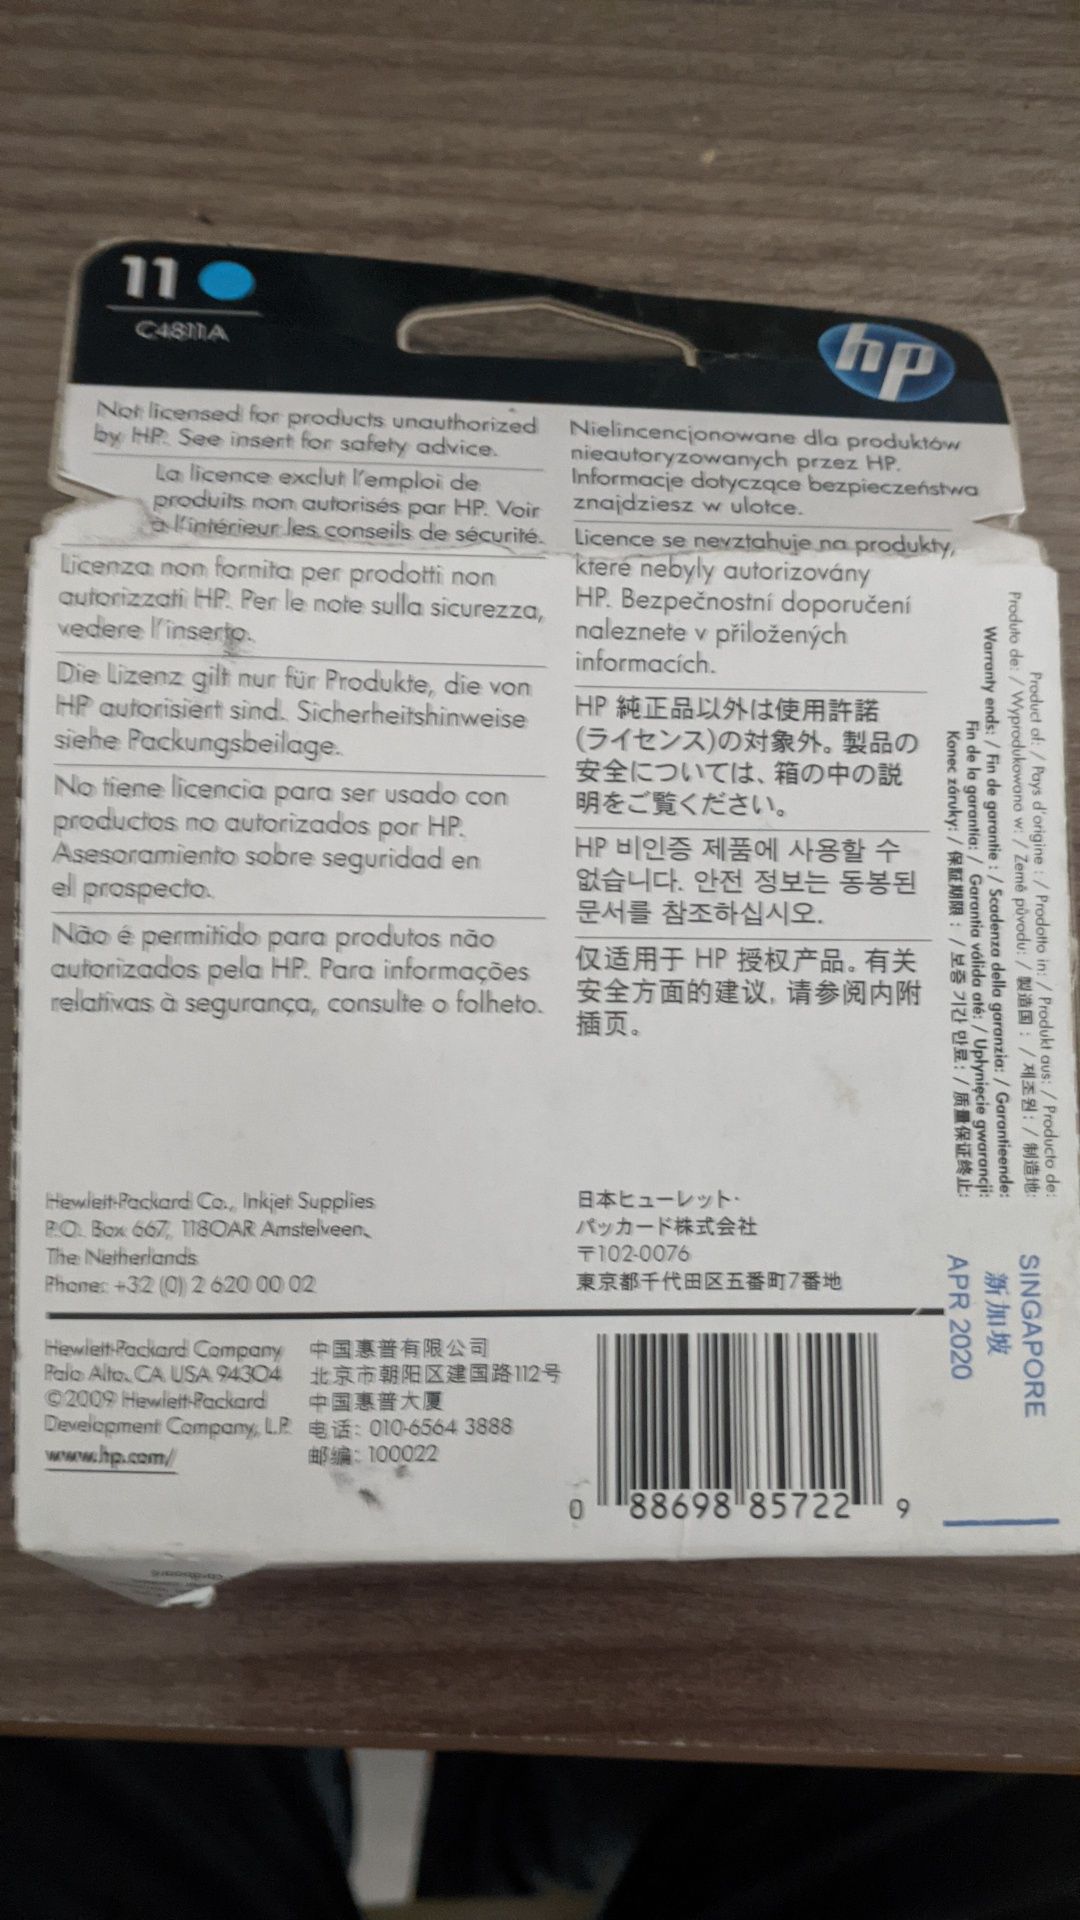 11
C4811A
hp
Not licensed for products unauthorized
by HP. See insert for safety advice.
La licence exclut l'emploi de
produits non autorisés par HP. Voir
à l'intérieur les conseils de sécurité.
Licenza non fornita per prodotti non
autorizzati HP. Per le note sulla sicurezza,
vedere l'inserto.
Die Lizenz gilt nur für Produkte, die von
HP autorisiert sind. Sicherheitshinweise
siehe Packungsbeilage.
No tiene licencia para ser usado con
productos no autorizados por HP.
Asesoramiento sobre seguridad en
el prospecto.
Não é permitido para produtos não
autorizados pela HP. Para informações
relativas à segurança, consulte o folheto.
Nielincencjonowane dla produktów
nieautoryzowanych przez HP.
Informacje dotyczące bezpieczeństwa
znajdziesz w ulotce.
Licence se nevztahuje na produkty,
které nebyly autorizovány
HP. Bezpečnostní doporučení
naleznete v přiložených
informacích.
HP 純正品以外は使用許諾
(ライセンス)の対象外。製品の
安全については、箱の中の説
明をご覧ください。
HP 비인증 제품에 사용할 수
없습니다. 안전 정보는 동봉된
문서를 참조하십시오.
仅适用于 HP 授权产品。有关
安全方面的建议, 请参阅内附
插页。
Product of: / Pays d'origine : / Prodotto in: / Produkt aus: / Producto de:
Produto de: / Wyprodukowano w: / Země původu: / 製造国 : / 제조원: / 制造地:
Warranty ends: / Fin de garantie : / Scadenza della garanzia: / Garantieende:
Fin de la garantía: / Garantia válida até: / Upłynięcie gwarancji:
Konec záruky: / 保証期限 : / 보증 기간 만료: / 质量保证终止:
SINGAPORE
新加坡
APR 2020
Hewlett-Packard Co., Inkjet Supplies
P.O. Box 667, 1180AR Amstelveen,
The Netherlands
Phone: +32 (0) 2 620 00 02
日本ヒューレット·
パッカード株式会社
〒102-0076
東京都千代田区五番町7番地
Hewlett-Packard Company
Palo Alto, CA USA 94304
©2009 Hewlett-Packard
Development Company, L.P.
www.hp.com/
中国惠普有限公司
北京市朝阳区建国路112号
中国惠普大厦
电话: 010-6564 3888
邮编: 100022
0 88698 85722 9